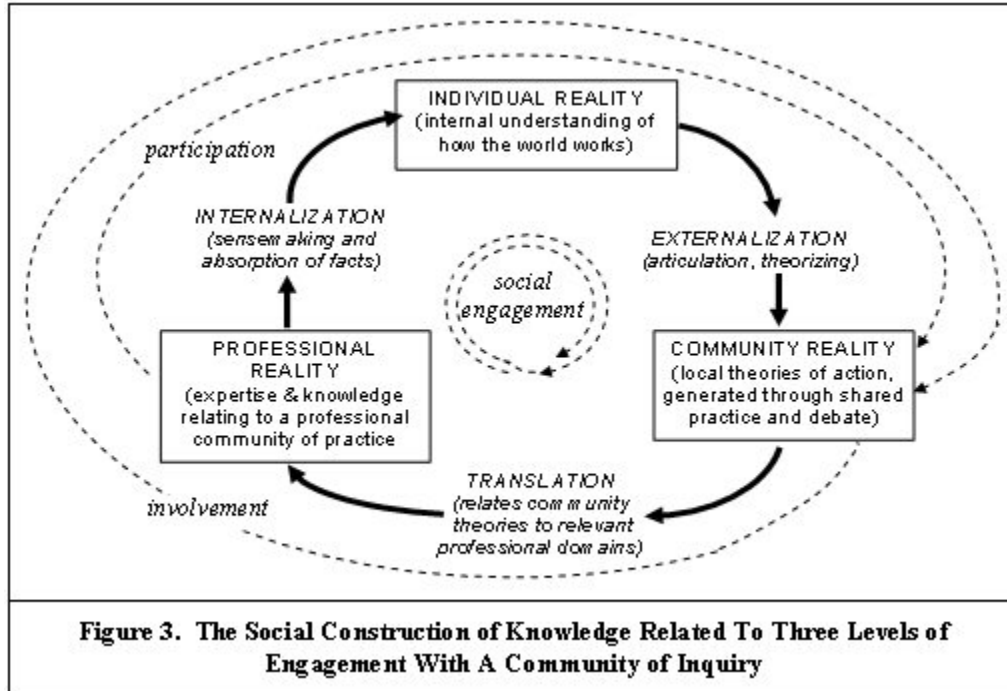 INDIVIDUAL REALITY
(internal understanding of
how the world works)
participation
INTERNALIZATION
(sensemaking and
absorption of facts)
EXTERNALIZATION
(articulation, theorizing)
social
engagement
PROFESSIONAL
REALITY
(expertise & knowledge
relating to a professional
community of practice
COMMUNITY REALITY
(local theories of action,
generated through shared
practice and debate)
involvement
TRANSLATION
(relates community
theories to relevant
professional domains)
Figure 3. The Social Construction of Knowledge Related To Three Levels of
Engagement With A Community of Inquiry